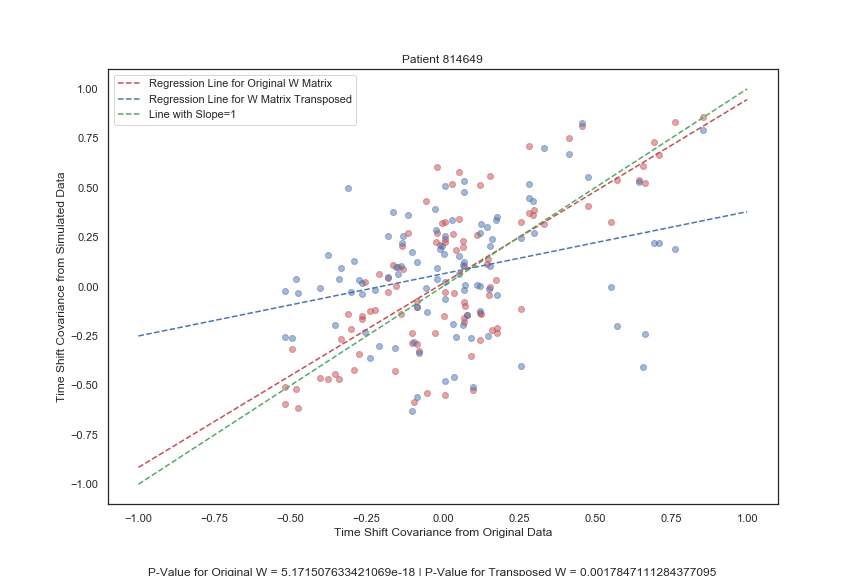 Patient 814649
Regression Line for Original W Matrix
Regression Line for W Matrix Transposed
Line with Slope=1
1.00
0.75
0.50
0.25
0.00
−0.25
−0.50
−0.75
−1.00
Time Shift Covariance from Simulated Data
−1.00 −0.75 −0.50 −0.25 0.00 0.25 0.50 0.75 1.00
Time Shift Covariance from Original Data
P-Value for Original W = 5.171507633421069e-18 | P-Value for Transposed W = 0.0017847111284377095